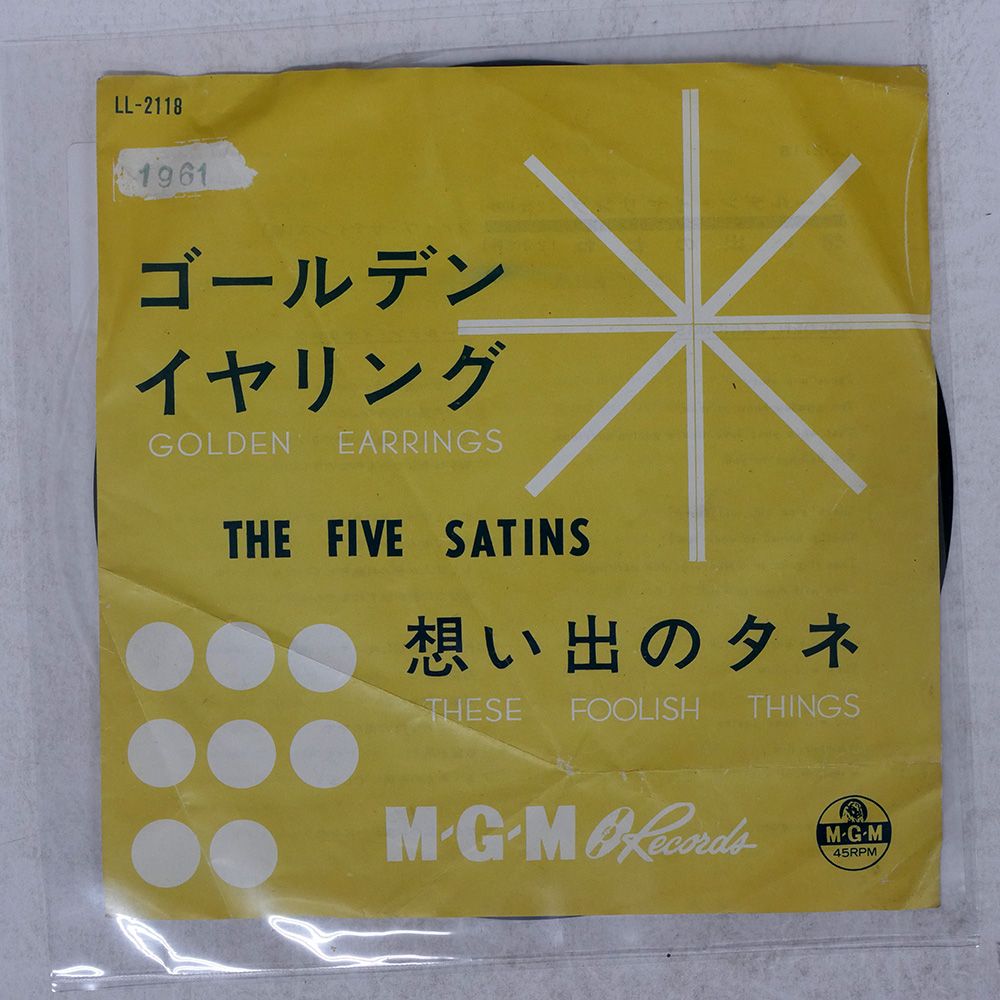 LL-2118
1961
ゴールデン
イヤリング
GOLDEN EARRINGS
THE FIVE SATINS
想い出のタネ
THESE FOOLISH THINGS
M-G-M Records
M-G-M
45RPM